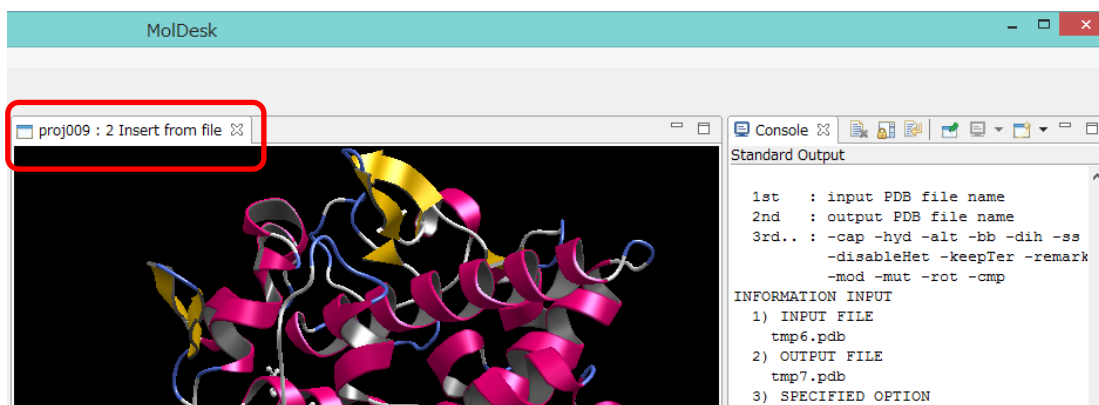 MolDesk
proj009 : 2 Insert from file
Console
Standard Output
1st : input PDB file name
2nd : output PDB file name
3rd.. : -cap -hyd -alt -bb -dih -ss
-disableHet -keepTer -remark
-mod -mut -rot -cmp
INFORMATION INPUT
1) INPUT FILE
tmp6.pdb
2) OUTPUT FILE
tmp7.pdb
3) SPECIFIED OPTION